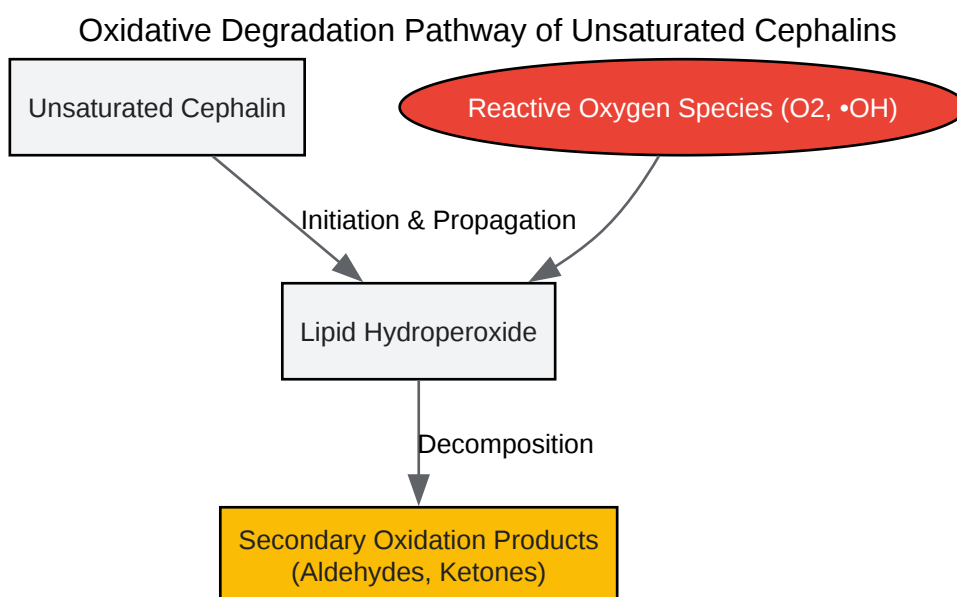 Oxidative Degradation Pathway of Unsaturated Cephalins
Unsaturated Cephalin
Reactive Oxygen Species (O2, •OH)
Initiation & Propagation
Lipid Hydroperoxide
Decomposition
Secondary Oxidation Products
(Aldehydes, Ketones)